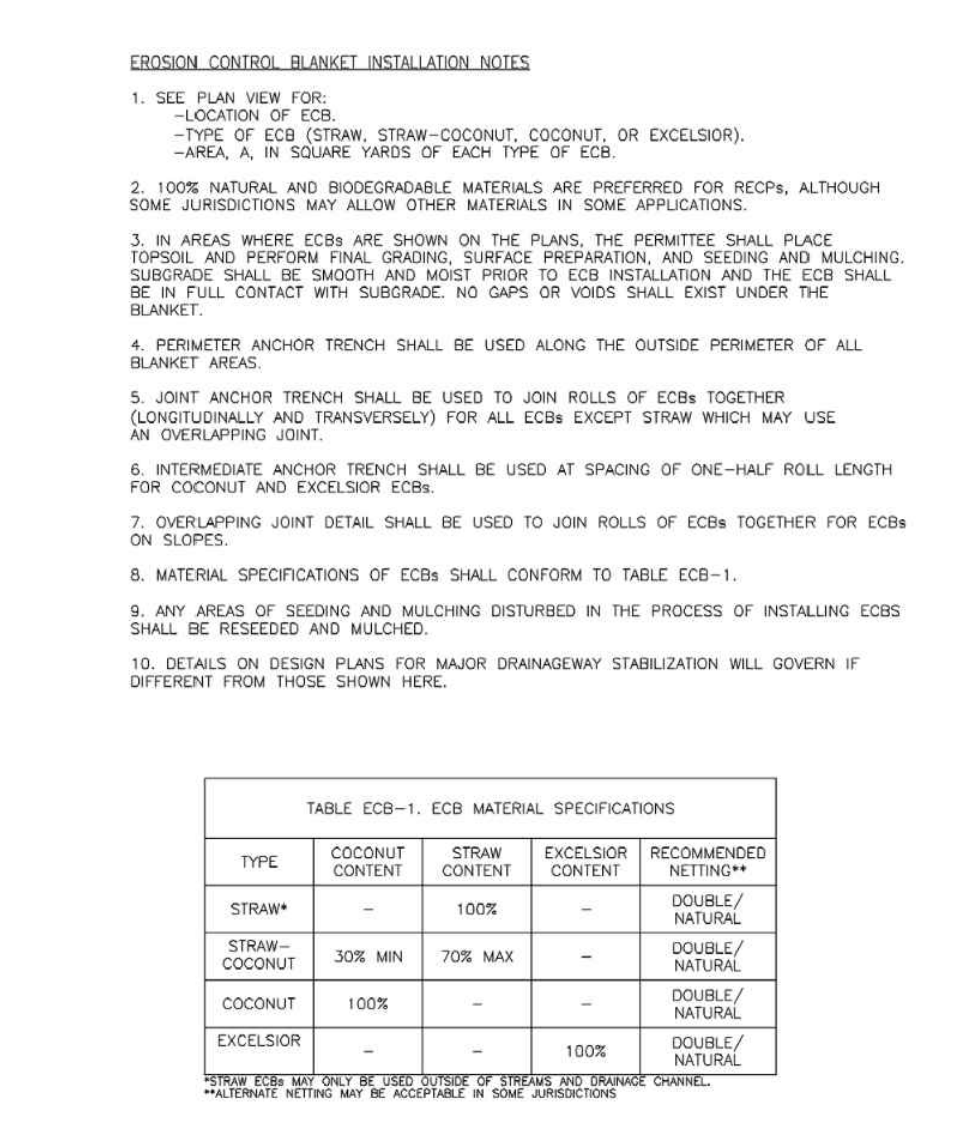 EROSION CONTROL BLANKET INSTALLATION NOTES
1. SEE PLAN VIEW FOR:
-LOCATION OF ECB.
-TYPE OF ECB (STRAW, STRAW-COCONUT, COCONUT, OR EXCELSIOR).
-AREA, A, IN SQUARE YARDS OF EACH TYPE OF ECB.
2. 100% NATURAL AND BIODEGRADABLE MATERIALS ARE PREFERRED FOR RECPs, ALTHOUGH
SOME JURISDICTIONS MAY ALLOW OTHER MATERIALS IN SOME APPLICATIONS.
3. IN AREAS WHERE ECBs ARE SHOWN ON THE PLANS, THE PERMITTEE SHALL PLACE
TOPSOIL AND PERFORM FINAL GRADING, SURFACE PREPARATION, AND SEEDING AND MULCHING.
SUBGRADE SHALL BE SMOOTH AND MOIST PRIOR TO ECB INSTALLATION AND THE ECB SHALL
BE IN FULL CONTACT WITH SUBGRADE. NO GAPS OR VOIDS SHALL EXIST UNDER THE
BLANKET.
4. PERIMETER ANCHOR TRENCH SHALL BE USED ALONG THE OUTSIDE PERIMETER OF ALL
BLANKET AREAS.
5. JOINT ANCHOR TRENCH SHALL BE USED TO JOIN ROLLS OF ECBs TOGETHER
(LONGITUDINALLY AND TRANSVERSELY) FOR ALL ECBs EXCEPT STRAW WHICH MAY USE
AN OVERLAPPING JOINT.
6. INTERMEDIATE ANCHOR TRENCH SHALL BE USED AT SPACING OF ONE-HALF ROLL LENGTH
FOR COCONUT AND EXCELSIOR ECBs.
7. OVERLAPPING JOINT DETAIL SHALL BE USED TO JOIN ROLLS OF ECBs TOGETHER FOR ECBs
ON SLOPES.
8. MATERIAL SPECIFICATIONS OF ECBs SHALL CONFORM TO TABLE ECB-1.
9. ANY AREAS OF SEEDING AND MULCHING DISTURBED IN THE PROCESS OF INSTALLING ECBS
SHALL BE RESEEDED AND MULCHED.
10. DETAILS ON DESIGN PLANS FOR MAJOR DRAINAGEWAY STABILIZATION WILL GOVERN IF
DIFFERENT FROM THOSE SHOWN HERE.
TABLE ECB-1. ECB MATERIAL SPECIFICATIONS
TYPE COCONUT CONTENT STRAW CONTENT EXCELSIOR CONTENT RECOMMENDED NETTING**
STRAW* - 100% - DOUBLE/ NATURAL
STRAW- COCONUT 30% MIN 70% MAX - DOUBLE/ NATURAL
COCONUT 100% - - DOUBLE/ NATURAL
EXCELSIOR - - 100% DOUBLE/ NATURAL
*STRAW ECBs MAY ONLY BE USED OUTSIDE OF STREAMS AND DRAINAGE CHANNEL.
**ALTERNATE NETTING MAY BE ACCEPTABLE IN SOME JURISDICTIONS